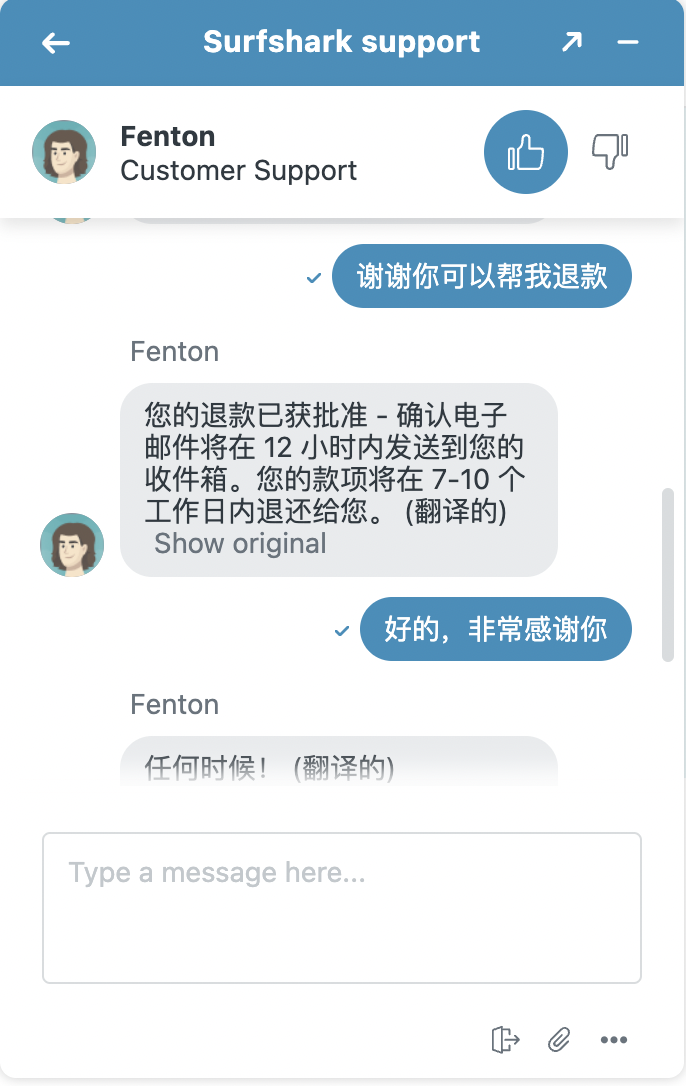 Surfshark support
Fenton
Customer Support
谢谢你可以帮我退款
Fenton
您的退款已获批准 - 确认电子
邮件将在 12 小时内发送到您的
收件箱。您的款项将在 7-10 个
工作日内退还给您。 (翻译的)
Show original
好的，非常感谢你
Fenton
任何时候！ (翻译的)
Type a message here...